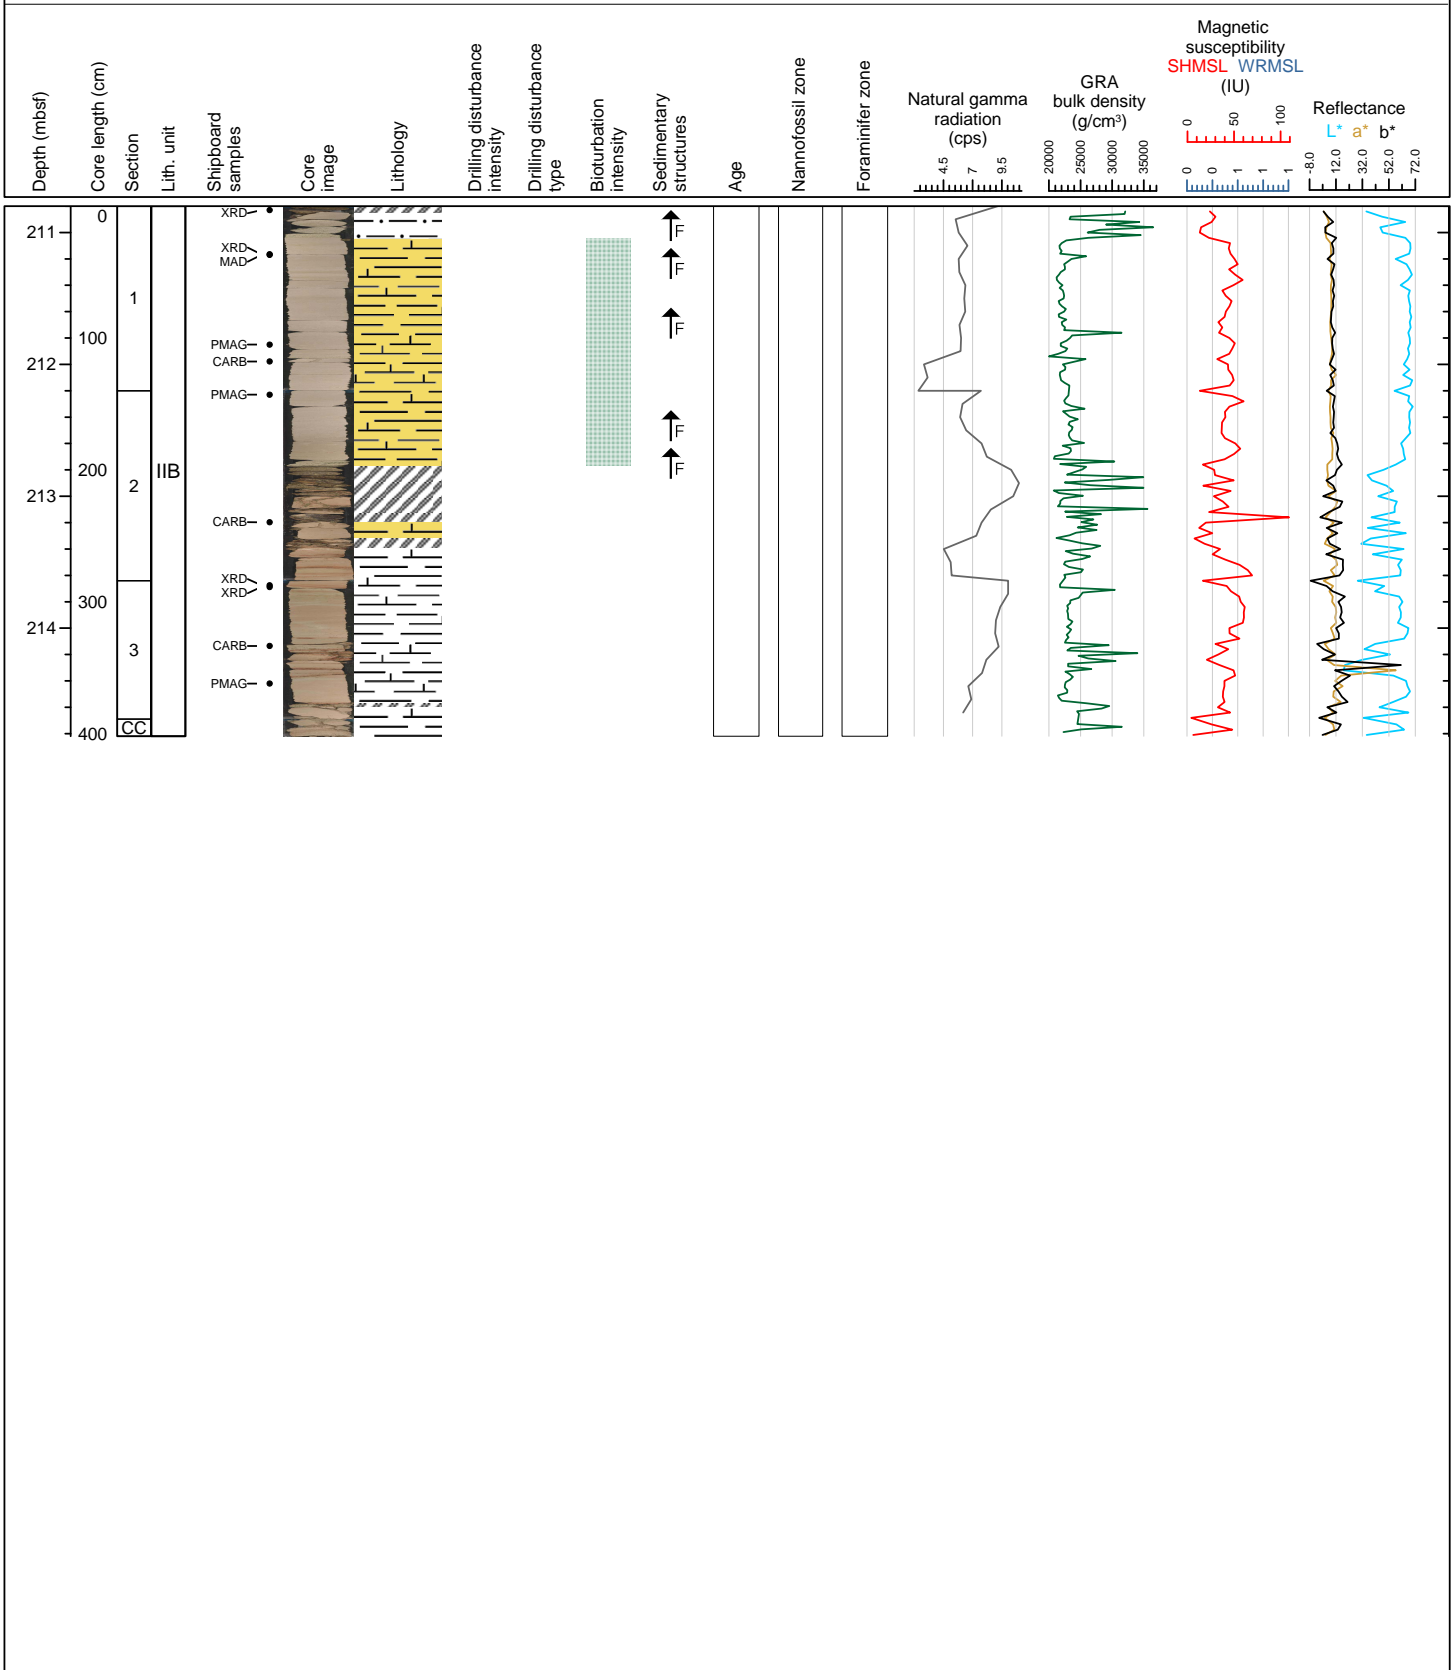 Depth (mbsf)
Core length (cm)
Section
Lith. unit
Shipboard
samples
Core
image
Lithology
Drilling disturbance
intensity
Drilling disturbance
type
Bioturbation
intensity
Sedimentary
structures
Age
Nannofossil zone
Foraminifer zone
Natural gamma
radiation
(cps)
4.5 7 9.5
GRA
bulk density
(g/cm³)
20000 25000 30000 35000
Magnetic
susceptibility
SHMSL WRMSL
(IU)
0 50 100
0 0 1 1 1
Reflectance
L* a* b*
-8.0 12.0 32.0 52.0 72.0
211
212
213
214
0
100
200
300
400
1
2
3
CC
IIB
XRD
XRD
MAD
PMAG
CARB
PMAG
CARB
XRD
XRD
CARB
PMAG
F
F
F
F
F